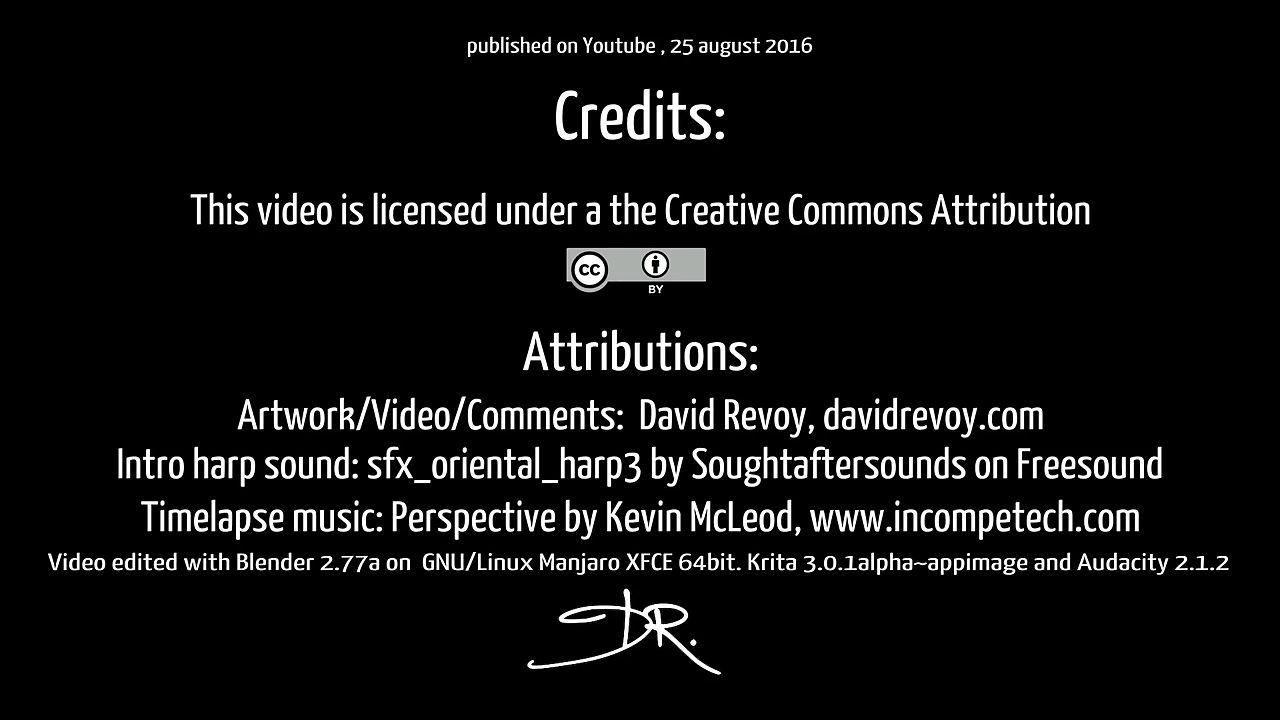 published on Youtube , 25 august 2016
Credits:
This video is licensed under a the Creative Commons Attribution
CC
BY
Attributions:
Artwork/Video/Comments: David Revoy, davidrevoy.com
Intro harp sound: sfx_oriental_harp3 by Soughtaftersounds on Freesound
Timelapse music: Perspective by Kevin McLeod, www.incompetech.com
Video edited with Blender 2.77a on GNU/Linux Manjaro XFCE 64bit. Krita 3.0.1alpha~appimage and Audacity 2.1.2
DR.